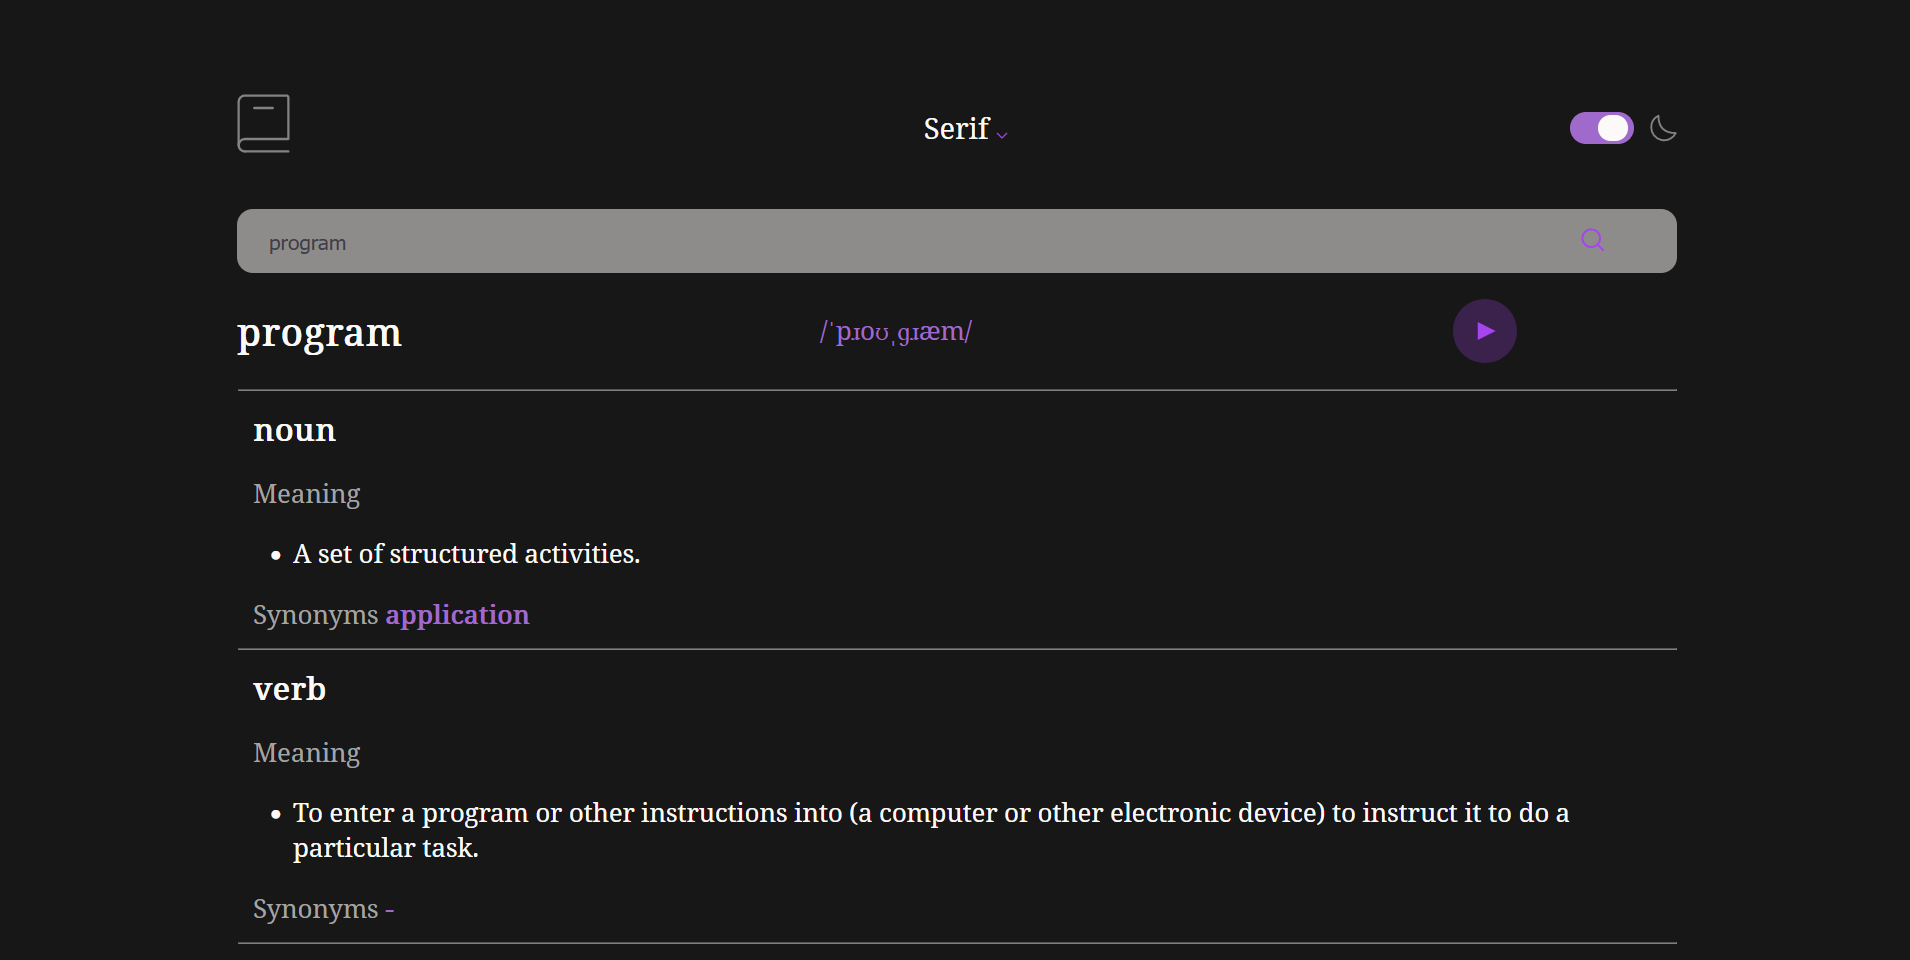 Serif
program
program /ˈpɹoʊˌɡɹæm/
noun
Meaning
• A set of structured activities.
Synonyms application
verb
Meaning
• To enter a program or other instructions into (a computer or other electronic device) to instruct it to do a
particular task.
Synonyms -